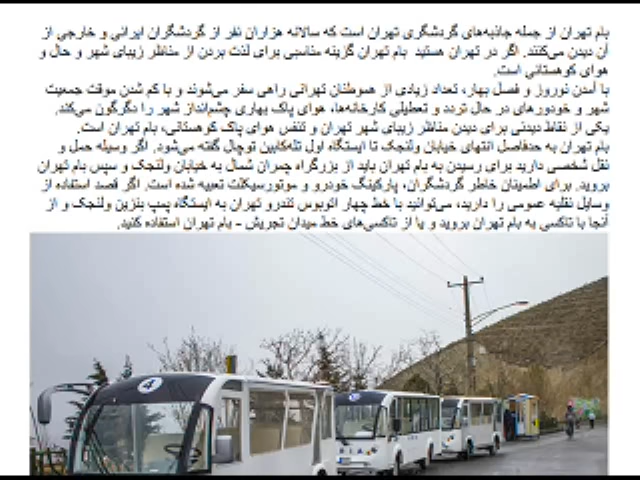 بام تهران از جمله جاذبه‌های گردشگری تهران است که سالانه هزاران نفر از گردشگران ایرانی و خارجی از
آن دیدن می‌کنند. اگر در تهران هستید بام تهران گزینه مناسبی برای لذت بردن از مناظر زیبای شهر و حال و
هوای کوهستانی است.
با آمدن نوروز و فصل بهار، تعداد زیادی از هموطنان تهرانی راهی سفر می‌شوند و با کم شدن موقت جمعیت
شهر و خودروهای در حال تردد و تعطیلی کارخانه‌ها، هوای پاک بهاری چشم‌انداز شهر را دگرگون می‌کند.
یکی از نقاط دیدنی برای دیدن مناظر زیبای شهر تهران و تنفس هوای پاک کوهستانی، بام تهران است.
بام تهران به حدفاصل انتهای خیابان ولنجک تا ایستگاه اول تله‌کابین توچال گفته می‌شود. اگر وسیله حمل و
نقل شخصی دارید برای رسیدن به بام تهران باید از بزرگراه چمران شمال به خیابان ولنجک و سپس بام تهران
بروید. برای اطمینان خاطر گردشگران، پارکینگ خودرو و موتورسیکلت تعبیه شده است. اگر قصد استفاده از
وسایل نقلیه عمومی را دارید، می‌توانید با خط چهار اتوبوس تندرو تهران به ایستگاه پمپ بنزین ولنجک و از
آنجا با تاکسی به بام تهران بروید و یا از تاکسی‌های خط میدان تجریش - بام تهران استفاده کنید.
4